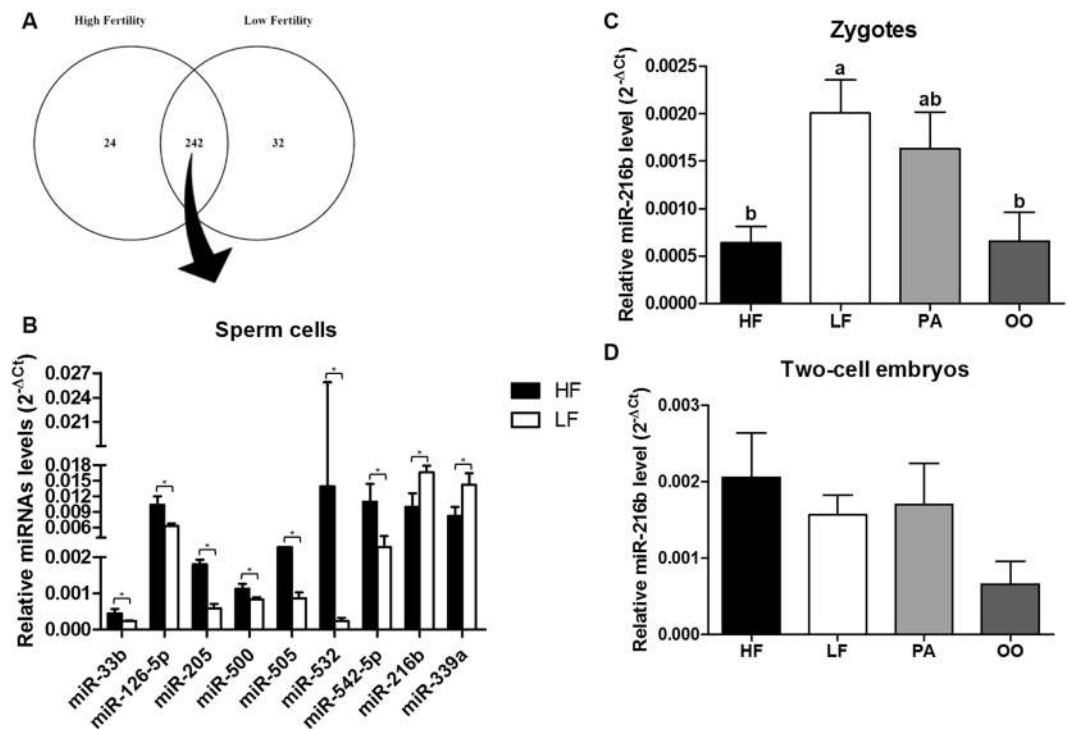 A
High Fertility
Low Fertility
24
242
32
B
Sperm cells
Relative miRNAs levels (2^-ΔCt)
0.027
0.024
0.021
0.018
0.015
0.012
0.009
0.006
0.002
0.001
0.000
* * * * * * * * *
HF
LF
miR-33b
miR-126-5p
miR-205
miR-500
miR-505
miR-532
miR-542-5p
miR-216b
miR-339a
C
Zygotes
Relative miR-216b level (2^-ΔCt)
0.0025
0.0020
0.0015
0.0010
0.0005
0.0000
b
a
ab
b
HF LF PA OO
D
Two-cell embryos
Relative miR-216b level (2^-ΔCt)
0.003
0.002
0.001
0.000
HF LF PA OO